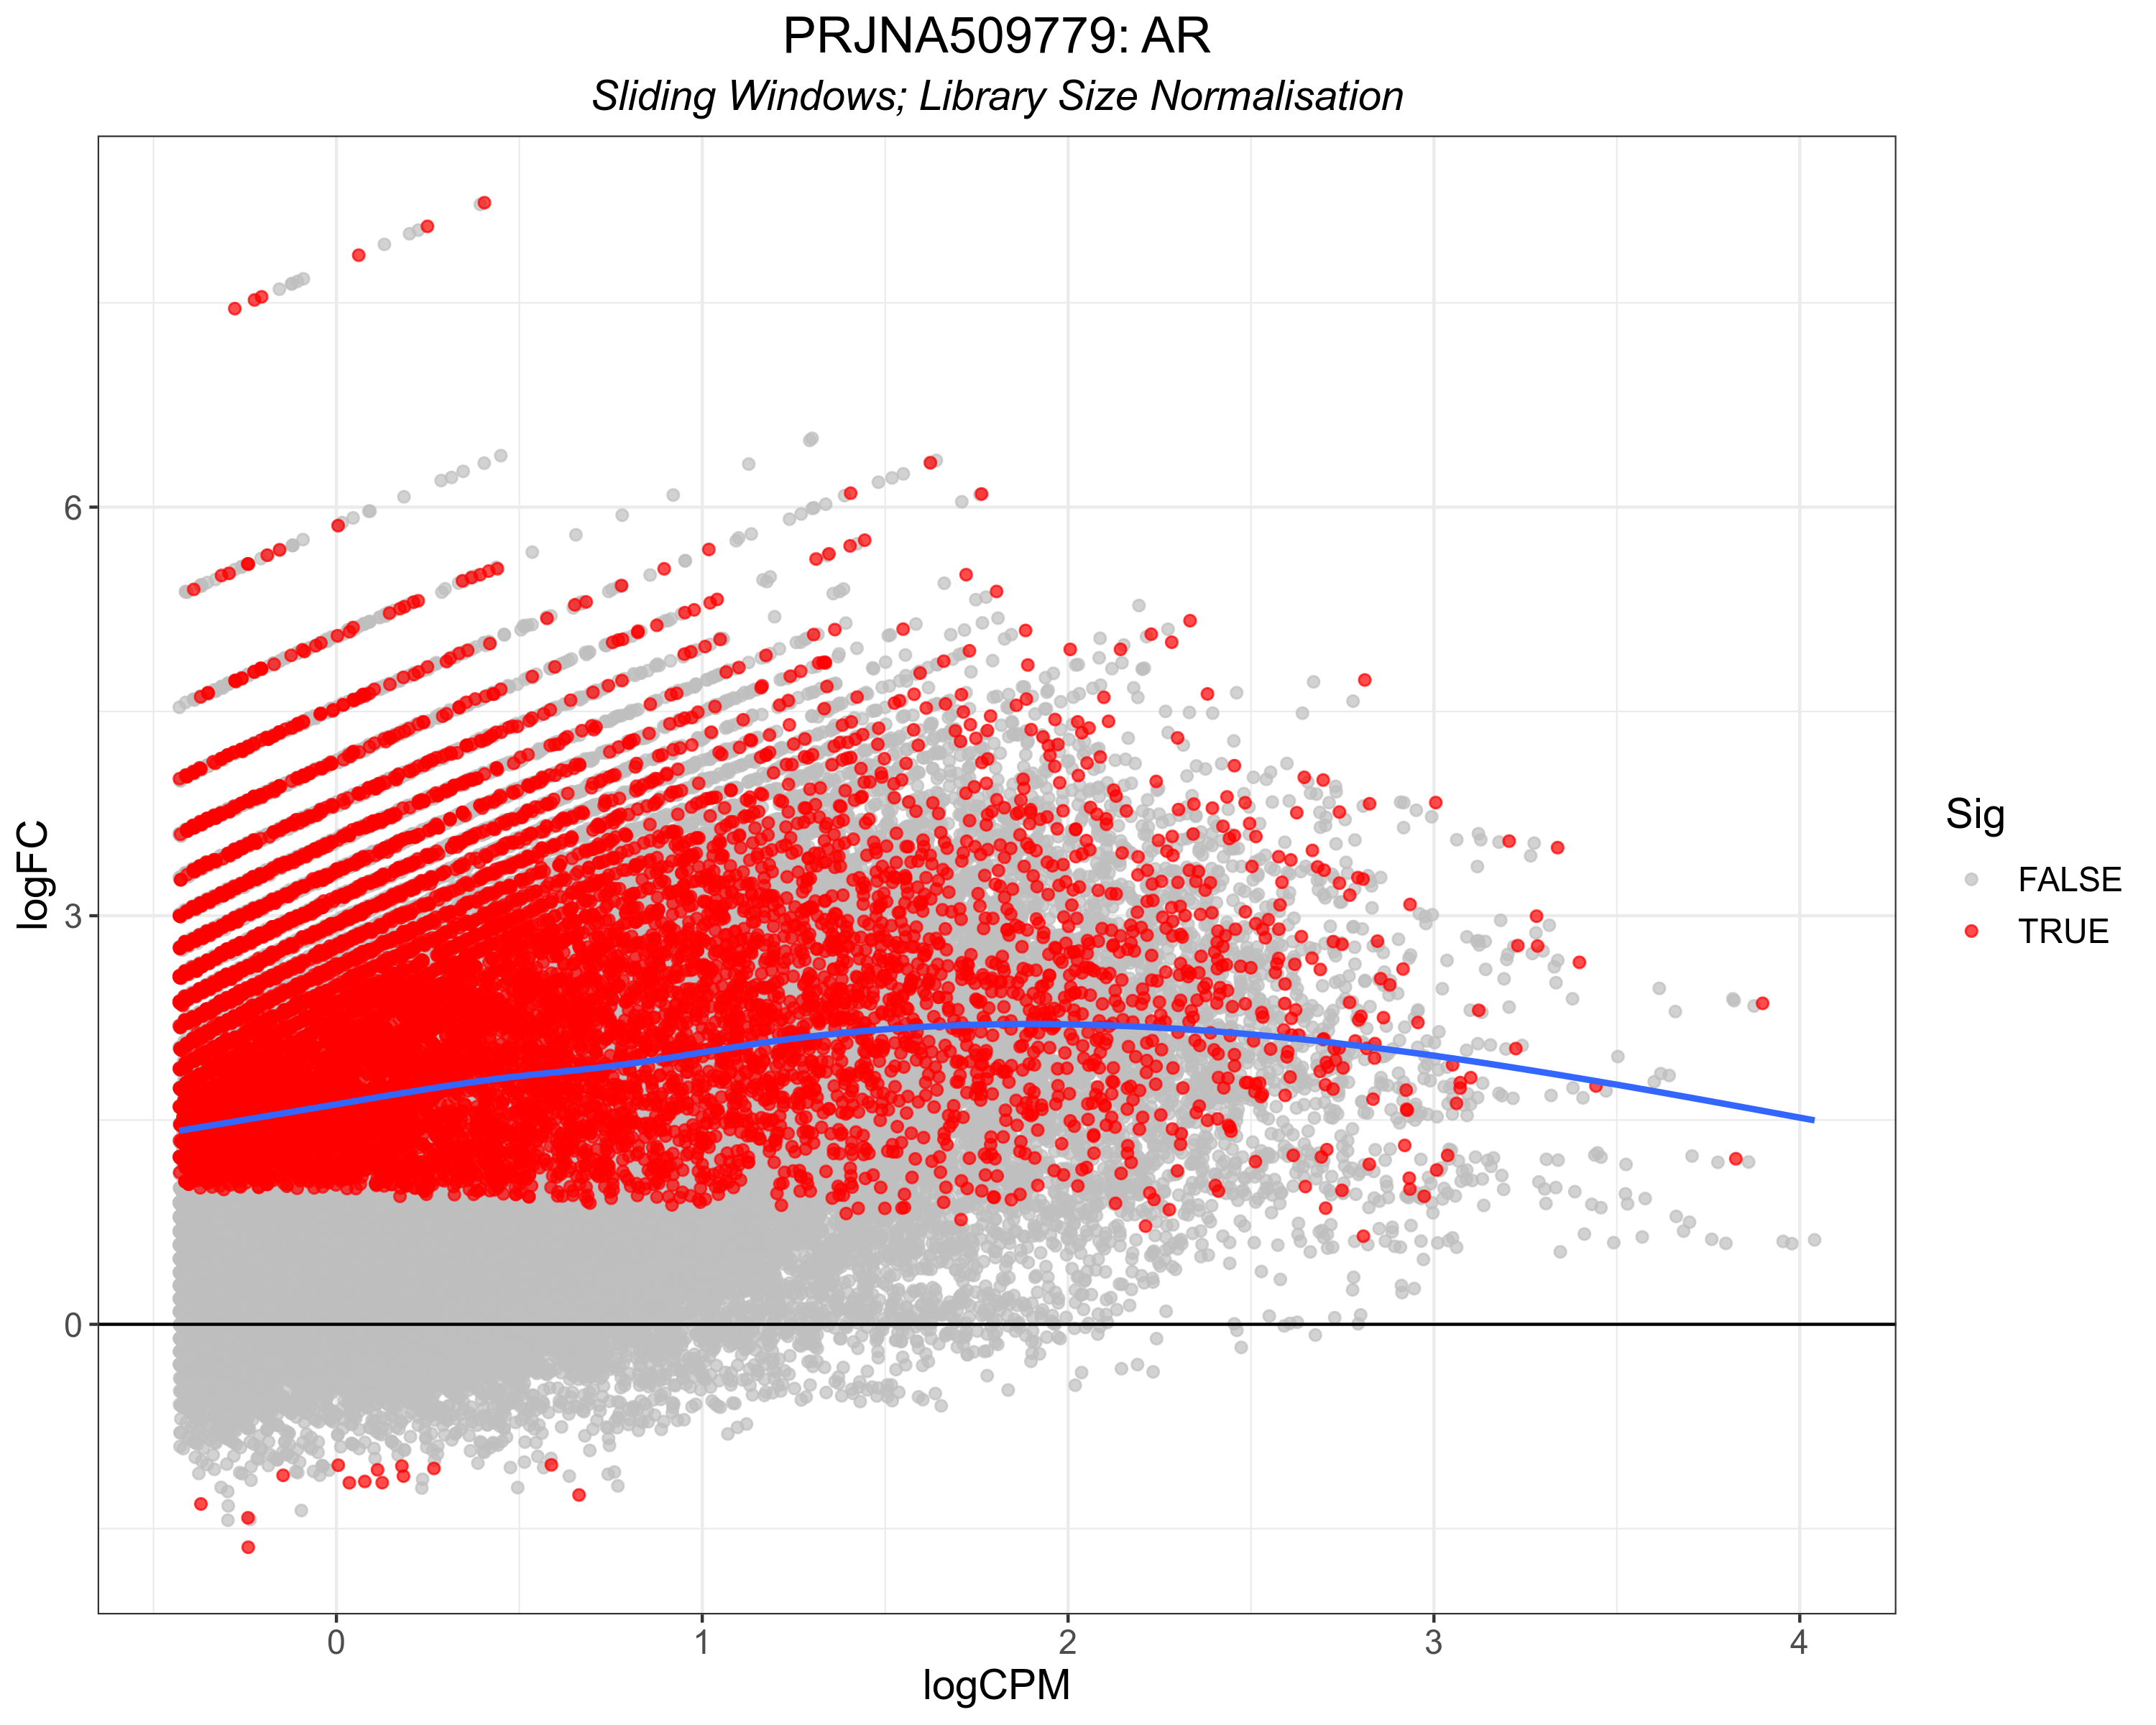 PRJNA509779: AR
Sliding Windows; Library Size Normalisation
logFC
6
3
0
0 1 2 3 4
logCPM
Sig
FALSE
TRUE